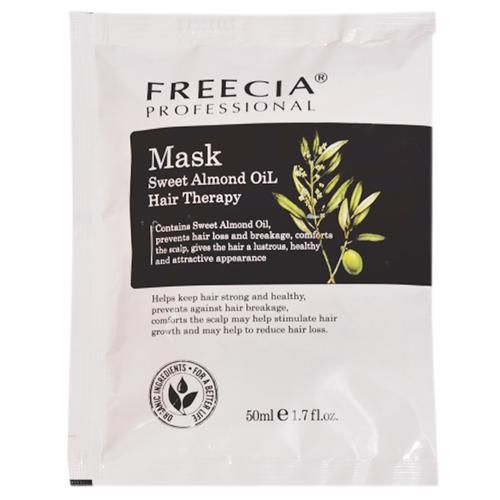 FREECIA®
PROFESSIONAL
Mask
Sweet Almond OiL
Hair Therapy
Contains Sweet Almond Oil,
prevents hair loss and breakage, comforts
the scalp, gives the hair a lustrous, healthy
and attractive appearance
Helps keep hair strong and healthy,
prevents against hair breakage,
comforts the scalp may help stimulate hair
growth and may help to reduce hair loss.
ORGANIC INGREDIENTS • FOR A BETTER LIFE •
50ml e 1.7 fl.oz.